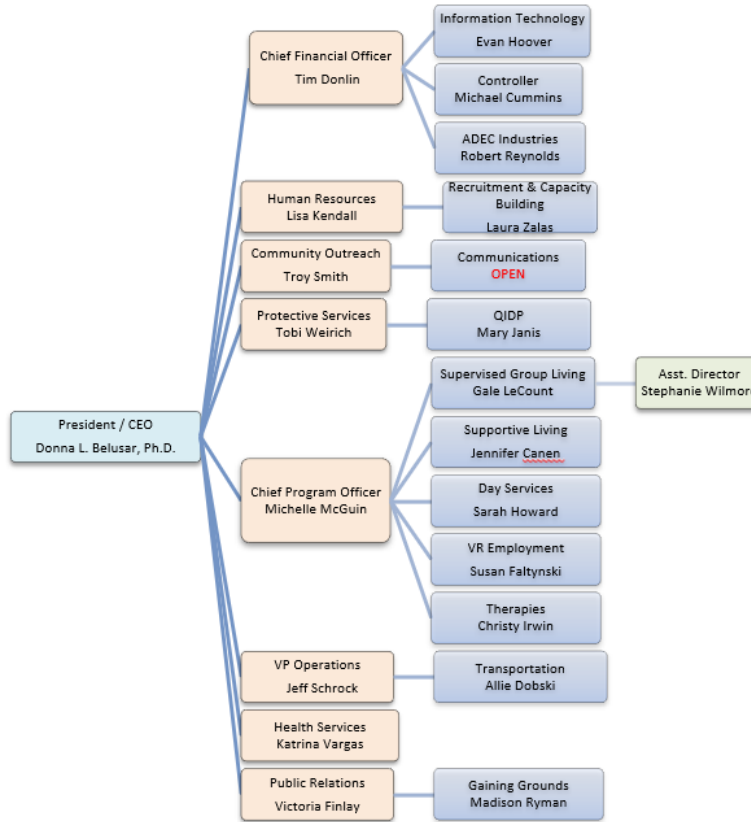 Information Technology
Evan Hoover
Chief Financial Officer
Tim Donlin
Controller
Michael Cummins
ADEC Industries
Robert Reynolds
Human Resources
Lisa Kendall
Recruitment & Capacity
Building
Laura Zalas
Community Outreach
Troy Smith
Communications
OPEN
Protective Services
Tobi Weirich
QIDP
Mary Janis
Supervised Group Living
Gale LeCount
Asst. Director
Stephanie Wilmore
President / CEO
Donna L. Belusar, Ph.D.
Supportive Living
Jennifer Canen
Chief Program Officer
Michelle McGuin
Day Services
Sarah Howard
VR Employment
Susan Faltynski
Therapies
Christy Irwin
VP Operations
Jeff Schrock
Transportation
Allie Dobski
Health Services
Katrina Vargas
Public Relations
Victoria Finlay
Gaining Grounds
Madison Ryman